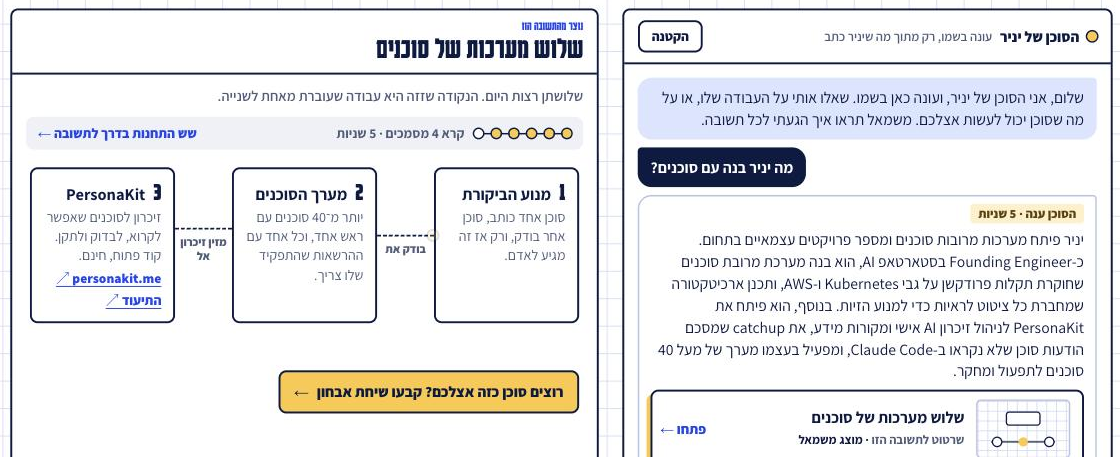 הסוכן של יניר עונה בשמו, רק מתוך מה שיניר כתב
הקטנה
שלום, אני הסוכן של יניר, ועונה כאן בשמו. שאלו אותי על העבודה שלו, או על
מה שסוכן יכול לעשות אצלכם. משמאל תראו איך הגעתי לכל תשובה.
מה יניר בנה עם סוכנים?
הסוכן ענה · 5 שניות
יניר פיתח מערכות מרובות סוכנים ומספר פרויקטים עצמאיים בתחום.
כ-Founding Engineer בסטארטאפ AI, הוא בנה מערכת מרובת סוכנים
שחוקרת תקלות פרודקשן על גבי Kubernetes ו-AWS, ותכנן ארכיטקטורה
שמחברת כל ציטוט לראיות כדי למנוע הזיות. בנוסף, הוא פיתח את
PersonaKit לניהול זיכרון AI אישי ומקורות מידע, את catchup שמסכם
הודעות סוכן שלא נקראו ב-Claude Code, ומפעיל בעצמו מערך של מעל 40
סוכנים לתפעול ומחקר.
שלוש מערכות של סוכנים
שרטוט לתשובה הזו · מוצג משמאל
פתחו ←
נוצר מהתשובה הזו
שלוש מערכות של סוכנים
שלושתן רצות היום. הנקודה שזזה היא עבודה שעוברת מאחת לשנייה.
קרא 4 מסמכים · 5 שניות
שש התחנות בדרך לתשובה ←
1 מנוע הביקורת
סוכן אחד כותב, סוכן
אחר בודק, ורק אז זה
מגיע לאדם.
בודק את
2 מערך הסוכנים
יותר מ־40 סוכנים עם
ראש אחד, וכל אחד עם
ההרשאות שהתפקיד
שלו צריך.
מזין זיכרון
אל
3 PersonaKit
זיכרון לסוכנים שאפשר
לקרוא, לבדוק ולתקן.
קוד פתוח, חינם.
personakit.me ↗
התיעוד ↗
רוצים סוכן כזה אצלכם? קבעו שיחת אבחון ←